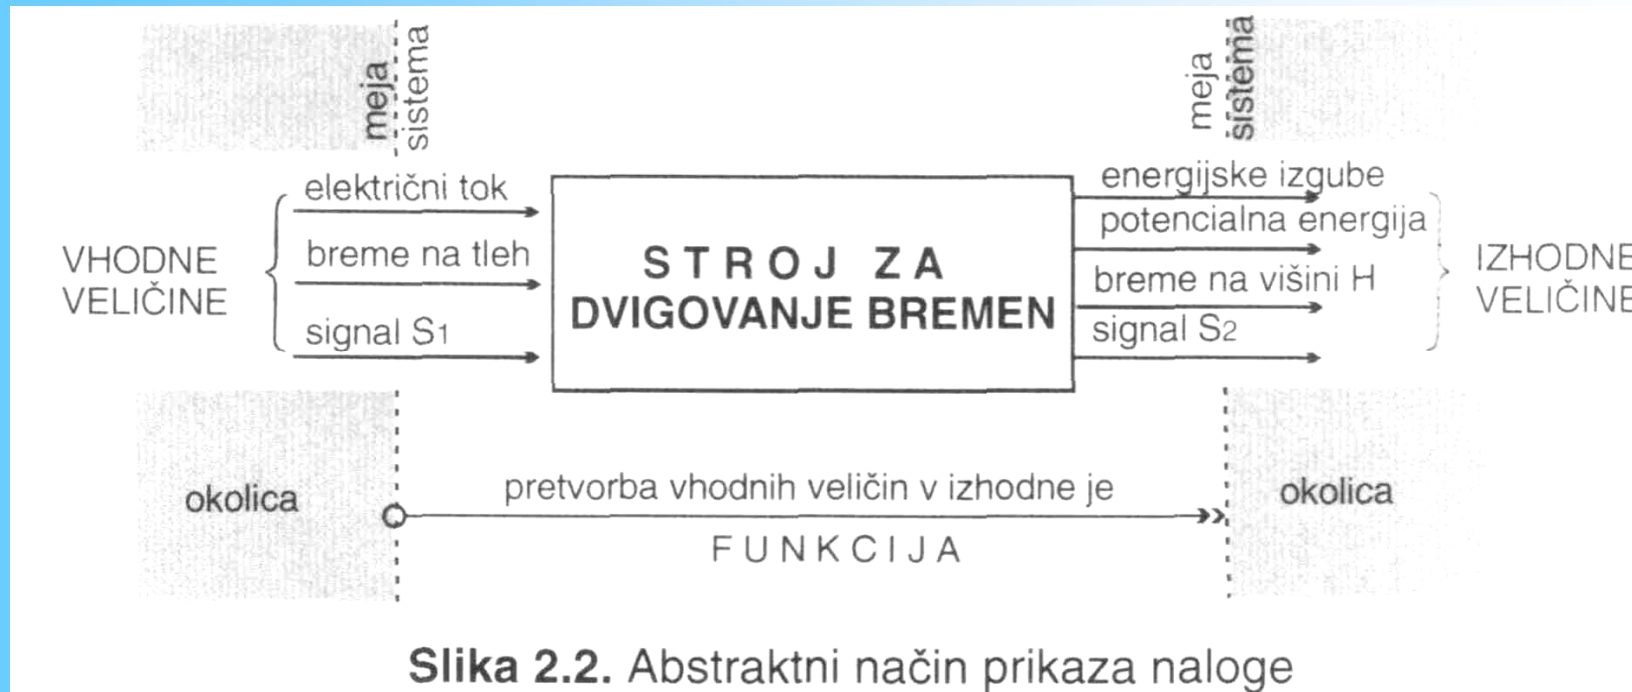 meja
sistema
meja
sistema
VHODNE
VELIČINE
električni tok
breme na tleh
signal S1
STROJ ZA
DVIGOVANJE BREMEN
energijske izgube
potencialna energija
breme na višini H
signal S2
IZHODNE
VELIČINE
okolica
pretvorba vhodnih veličin v izhodne je
FUNKCIJA
okolica
Slika 2.2. Abstraktni način prikaza naloge